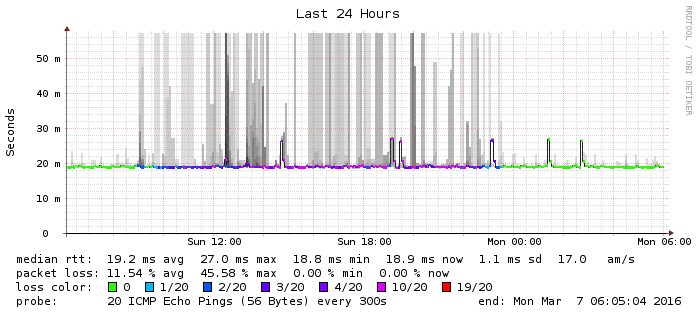 Last 24 Hours
RRDTOOL / TOBI OETIKER
Seconds
50 m
40 m
30 m
20 m
10 m
0
Sun 12:00 Sun 18:00 Mon 00:00 Mon 06:00
median rtt: 19.2 ms avg 27.0 ms max 18.8 ms min 18.9 ms now 1.1 ms sd 17.0 am/s
packet loss: 11.54 % avg 45.58 % max 0.00 % min 0.00 % now
loss color: 0 1/20 2/20 3/20 4/20 10/20 19/20
probe: 20 ICMP Echo Pings (56 Bytes) every 300s end: Mon Mar 7 06:05:04 2016